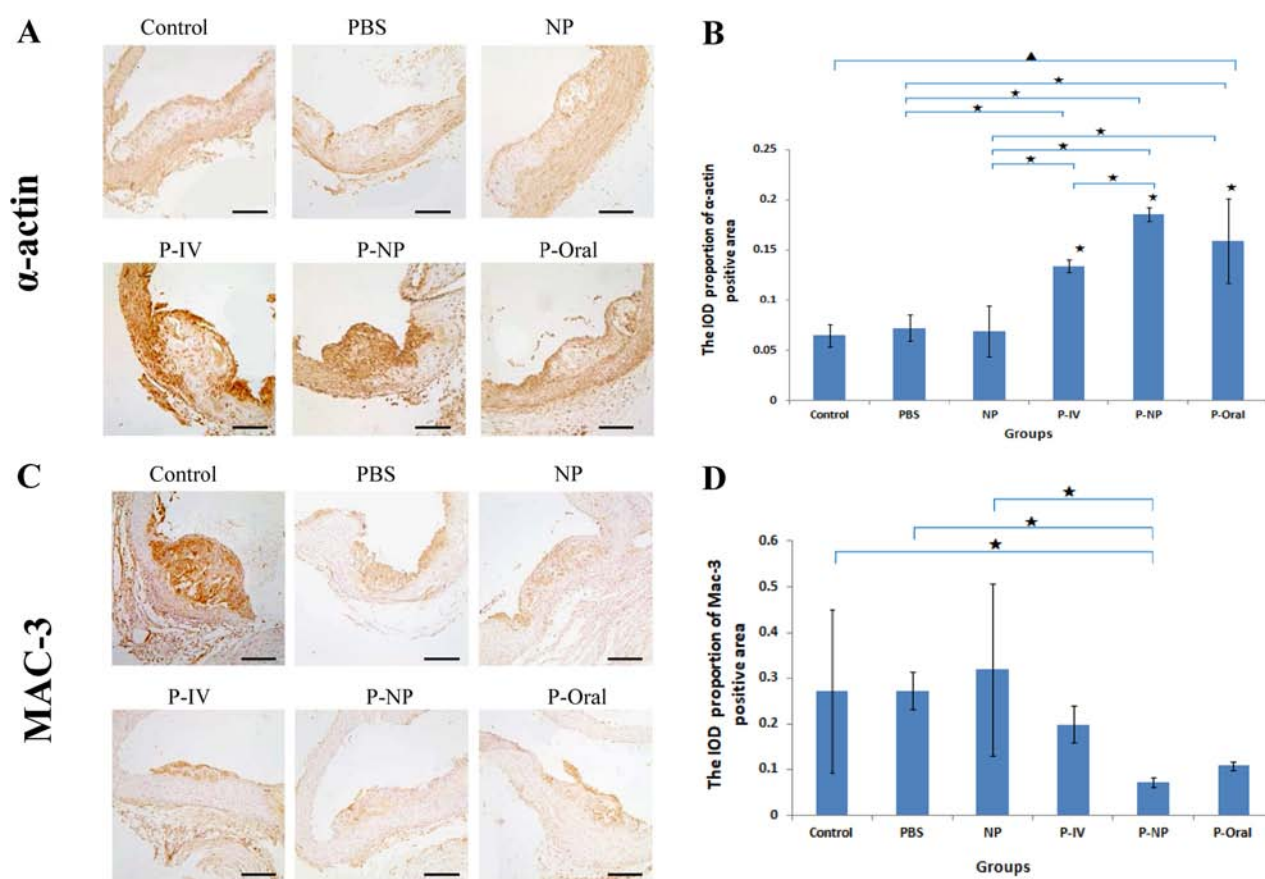 A
Control PBS NP
α-actin
P-IV P-NP P-Oral
B
The IOD proportion of α-actin
positive area
0.25
0.2
0.15
0.1
0.05
0
Control PBS NP P-IV P-NP P-Oral
Groups
C
Control PBS NP
MAC-3
P-IV P-NP P-Oral
D
The IOD proportion of Mac-3
positive area
0.6
0.5
0.4
0.3
0.2
0.1
0
Control PBS NP P-IV P-NP P-Oral
Groups